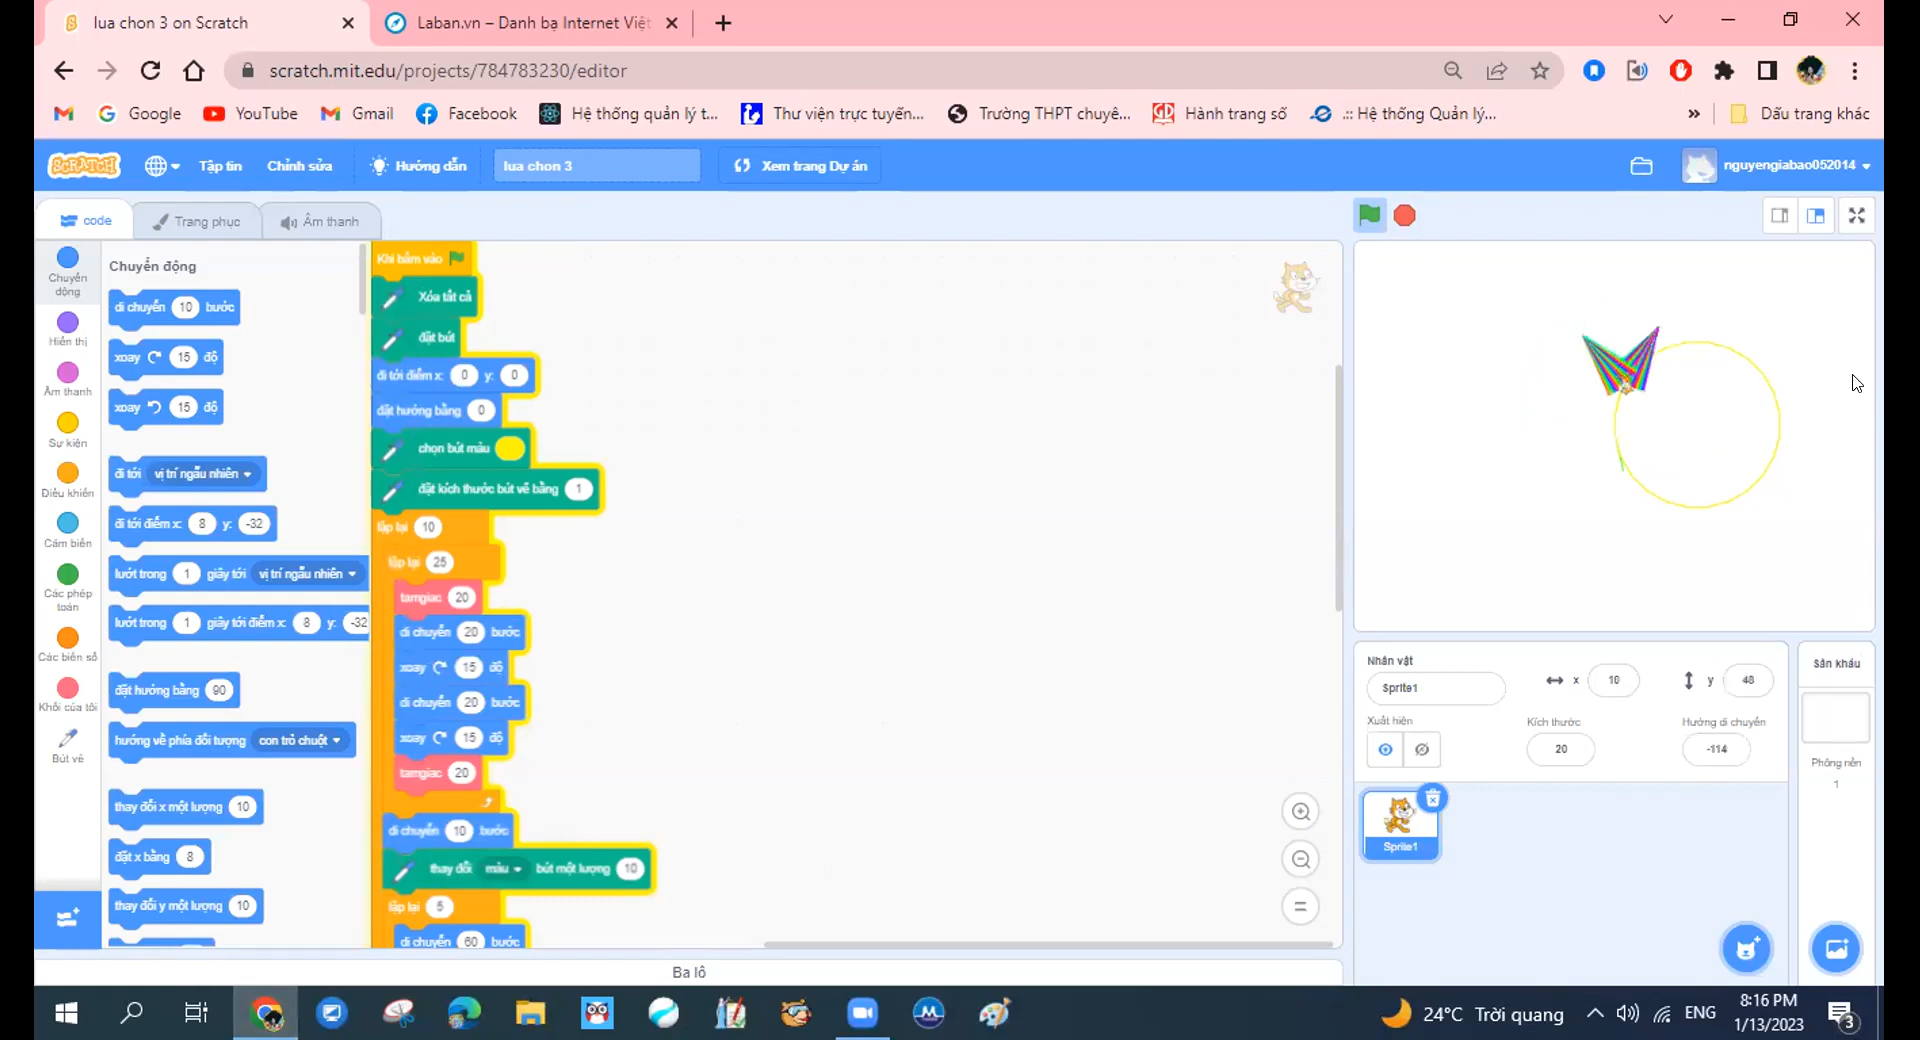 lua chon 3 on Scratch
Laban.vn – Danh bạ Internet Việt
scratch.mit.edu/projects/784783230/editor
Google
YouTube
Gmail
Facebook
Hệ thống quản lý t...
Thư viện trực tuyến...
Trường THPT chuyê...
Hành trang số
.:: Hệ thống Quản lý...
»
Dấu trang khác
SCRATCH
Tập tin
Chỉnh sửa
Hướng dẫn
lua chon 3
Xem trang Dự án
nguyengiabao052014
code
Trang phục
Âm thanh
Chuyển động
Hiển thị
Âm thanh
Sự kiện
Điều khiển
Cảm biến
Các phép toán
Các biến số
Khối của tôi
Bút vẽ
Chuyển động
di chuyển 10 bước
xoay 15 độ
xoay 15 độ
đi tới vị trí ngẫu nhiên
đi tới điểm x: 8 y: -32
lướt trong 1 giây tới vị trí ngẫu nhiên
lướt trong 1 giây tới điểm x: 8 y: -32
đặt hướng bằng 90
hướng về phía đối tượng con trỏ chuột
thay đổi x một lượng 10
đặt x bằng 8
thay đổi y một lượng 10
Khi bấm vào
Xóa tất cả
đặt bút
đi tới điểm x: 0 y: 0
đặt hướng bằng 0
chọn bút màu
đặt kích thước bút vẽ bằng 1
lặp lại 10
lặp lại 25
tamgiac 20
di chuyển 20 bước
xoay 15 độ
di chuyển 20 bước
xoay 15 độ
tamgiac 20
di chuyển 10 bước
thay đổi màu bút một lượng 10
lặp lại 5
di chuyển 60 bước
Nhân vật
Sprite1
x 10
y 48
Xuất hiện
Kích thước
20
Hướng di chuyển
-114
Sprite1
Sân khấu
Phông nền
1
Ba lô
24°C Trời quang
ENG
8:16 PM
1/13/2023
3